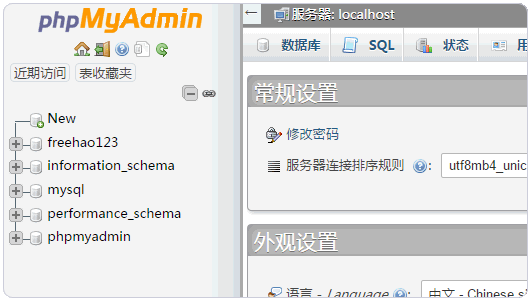 phpMyAdmin
近期访问 表收藏夹
New
freehao123
information_schema
mysql
performance_schema
phpmyadmin
服务器: localhost
数据库 SQL 状态 用
常规设置
修改密码
服务器连接排序规则 : utf8mb4_unic
外观设置
语言 - Language : 中文 - Chinese s